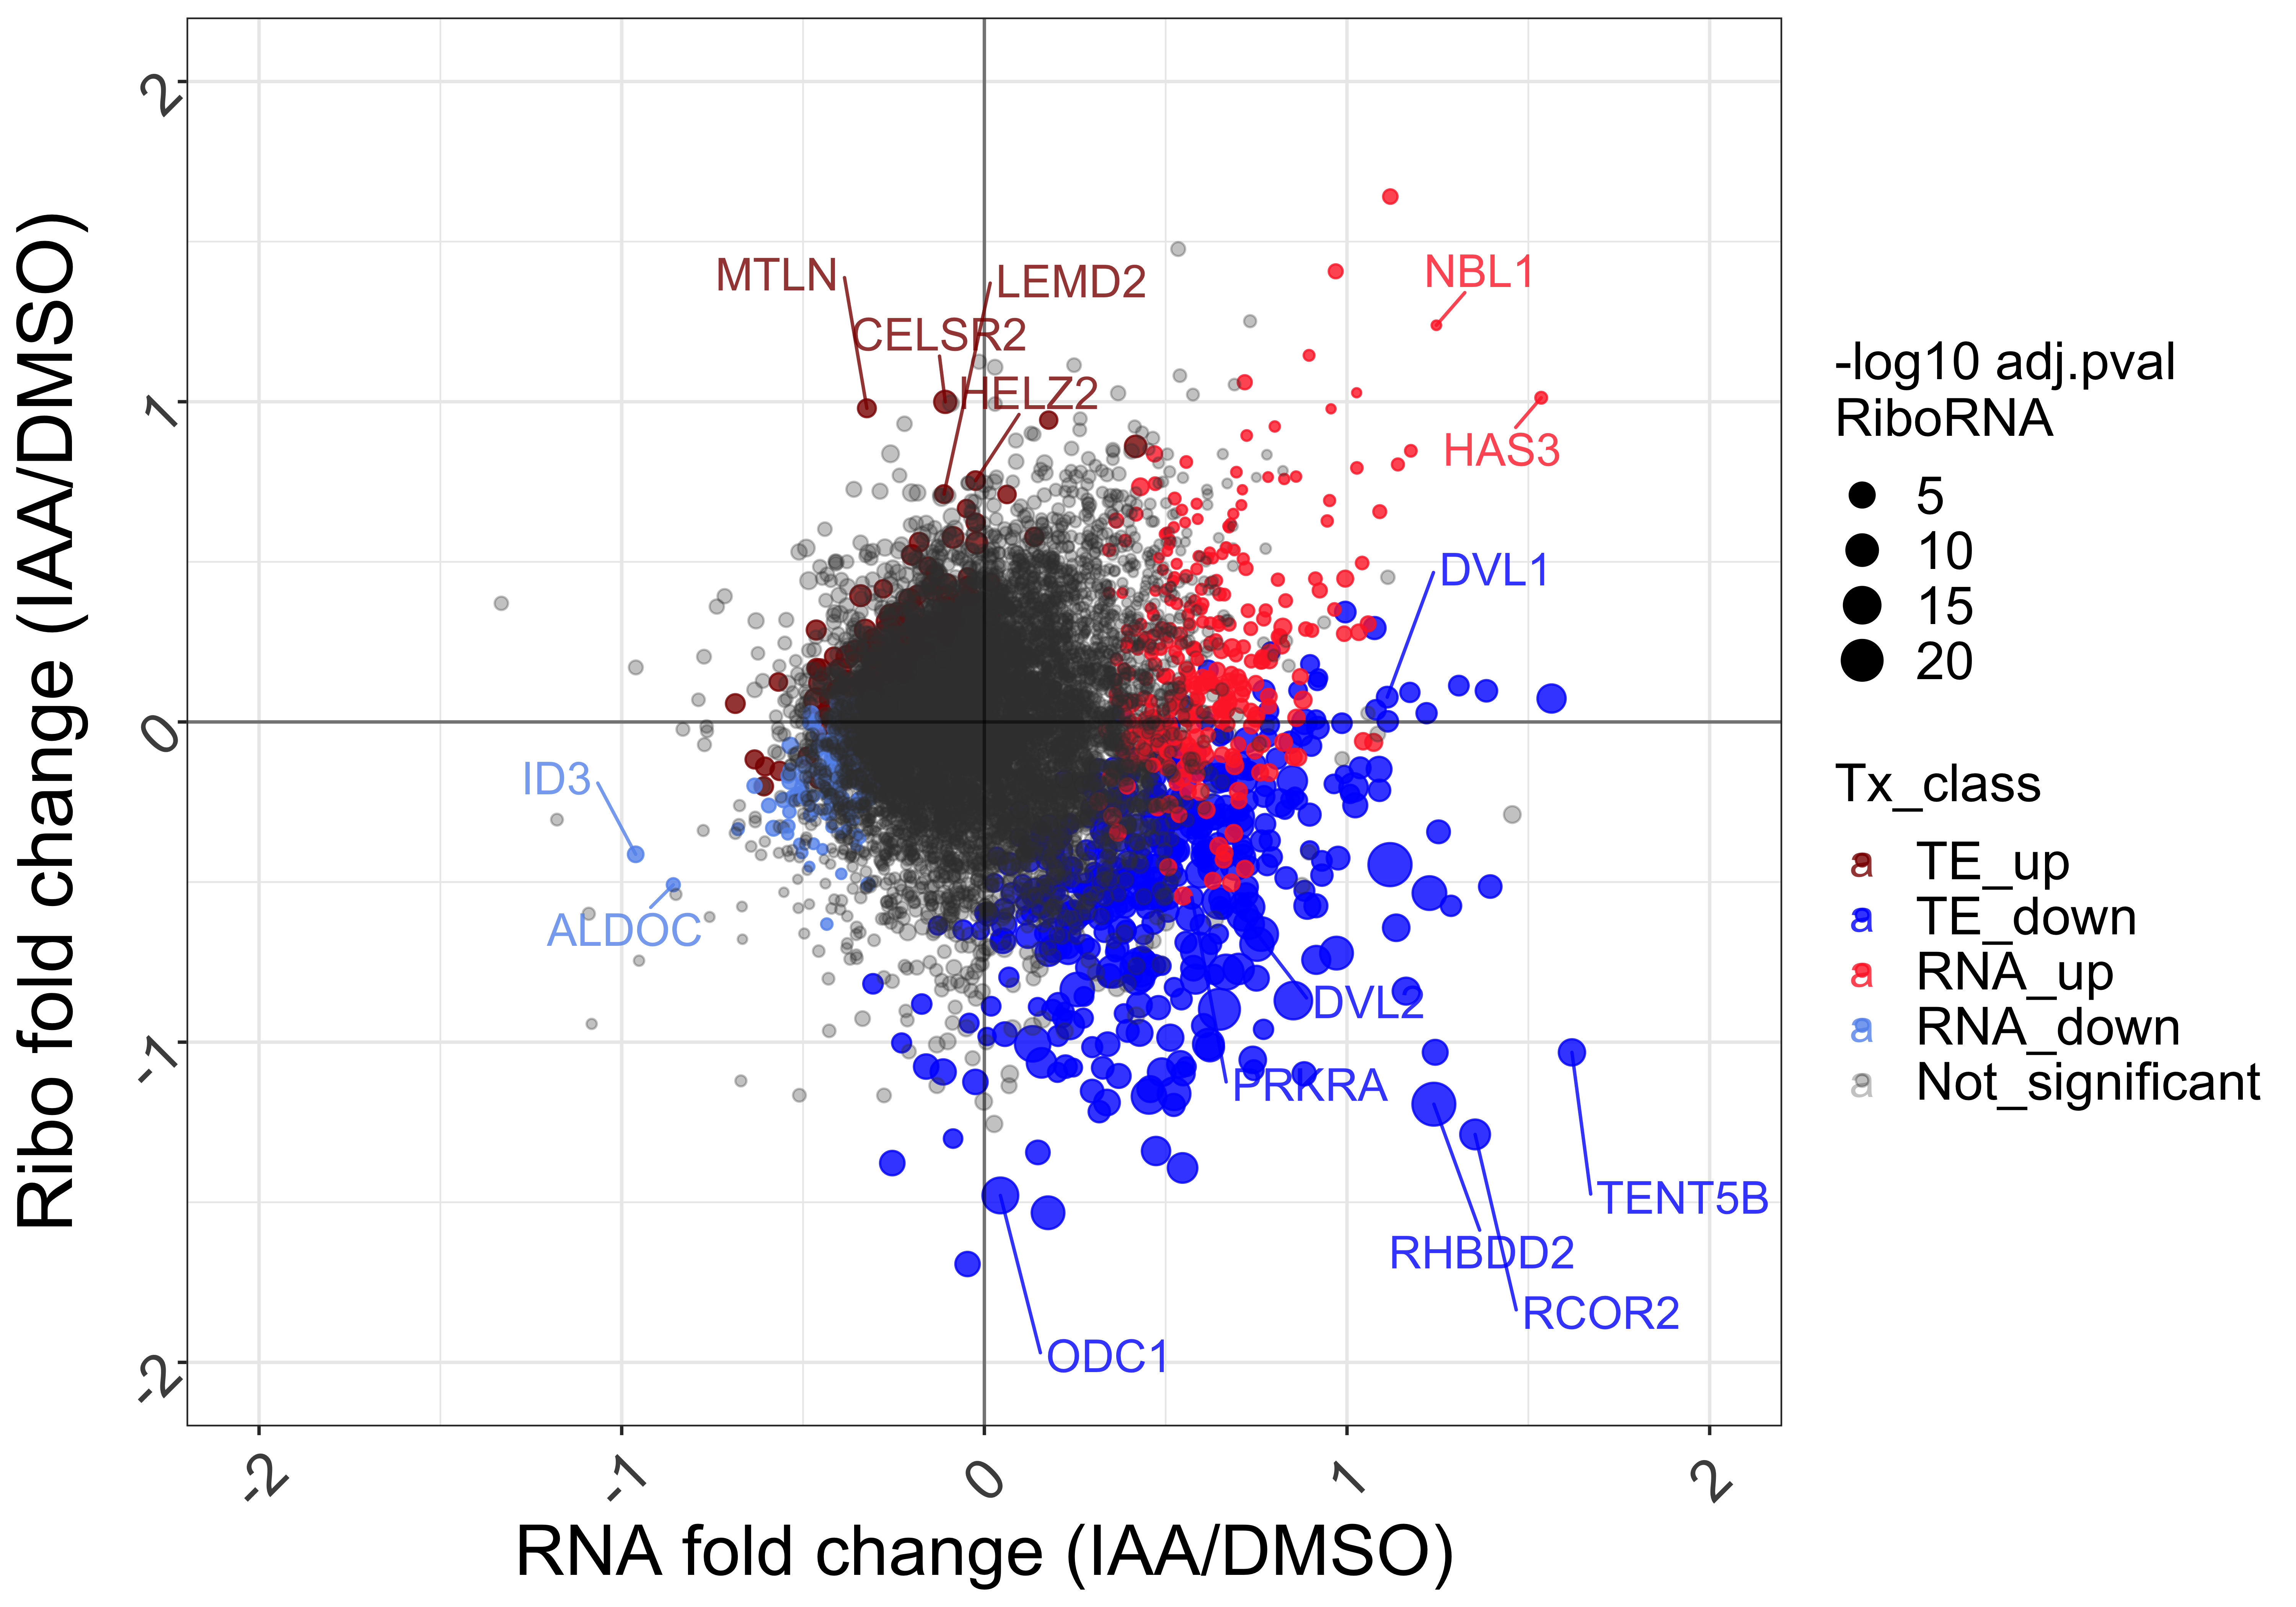 Ribo fold change (IAA/DMSO)
2
1
0
-1
-2
MTLN
LEMD2
CELSR2
HELZ2
NBL1
HAS3
DVL1
ID3
ALDOC
DVL2
PRKRA
TENT5B
RHBDD2
RCOR2
ODC1
-2
-1
0
1
2
RNA fold change (IAA/DMSO)
-log10 adj.pval
RiboRNA
5
10
15
20
Tx_class
a TE_up
a TE_down
a RNA_up
a RNA_down
a Not_significant